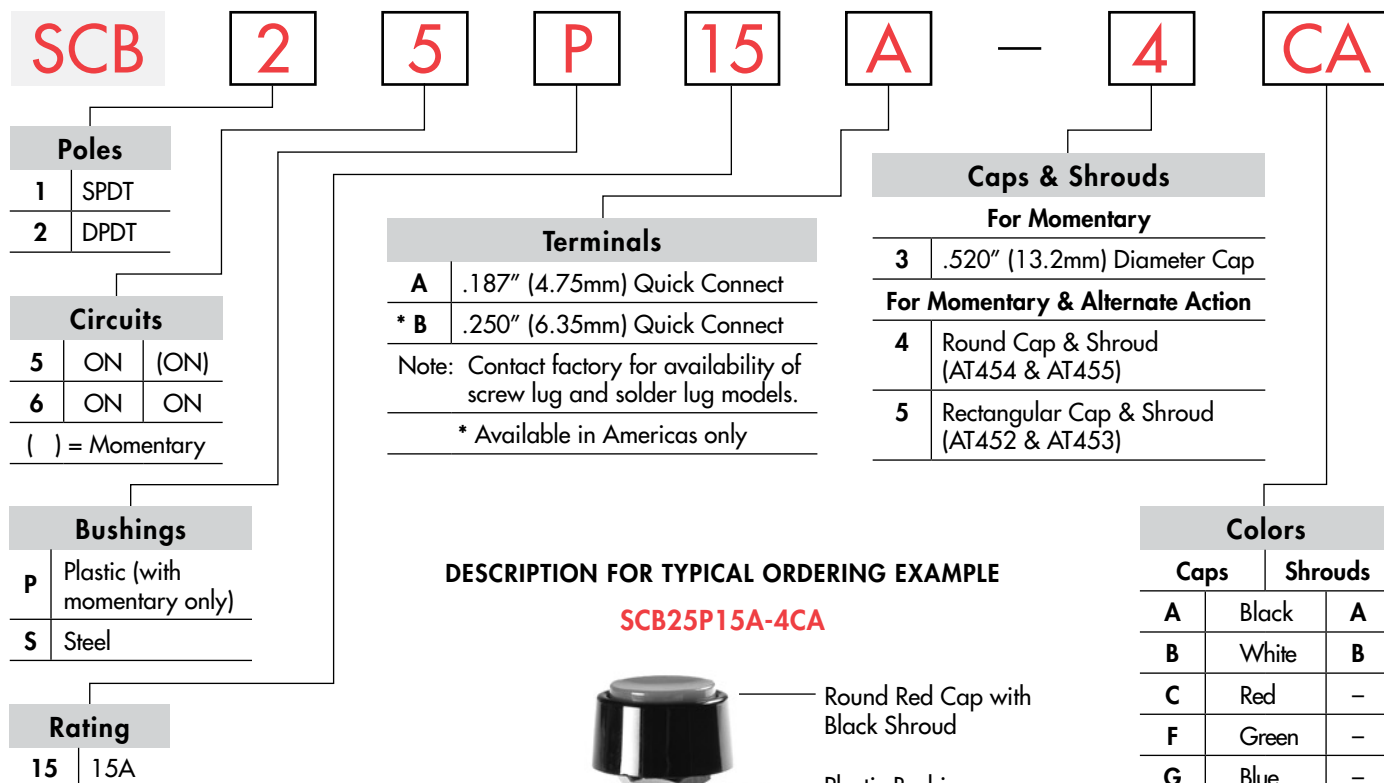 SCB 2 5 P 15 A — 4 CA
Poles
1 SPDT
2 DPDT
Circuits
5 ON (ON)
6 ON ON
( ) = Momentary
Bushings
P Plastic (with
momentary only)
S Steel
Rating
15 15A
Terminals
A .187" (4.75mm) Quick Connect
* B .250" (6.35mm) Quick Connect
Note: Contact factory for availability of
screw lug and solder lug models.
* Available in Americas only
Caps & Shrouds
For Momentary
3 .520" (13.2mm) Diameter Cap
For Momentary & Alternate Action
4 Round Cap & Shroud
(AT454 & AT455)
5 Rectangular Cap & Shroud
(AT452 & AT453)
Colors
Caps Shrouds
A Black A
B White B
C Red –
F Green –
G Blue –
DESCRIPTION FOR TYPICAL ORDERING EXAMPLE
SCB25P15A-4CA
Round Red Cap with
Black Shroud